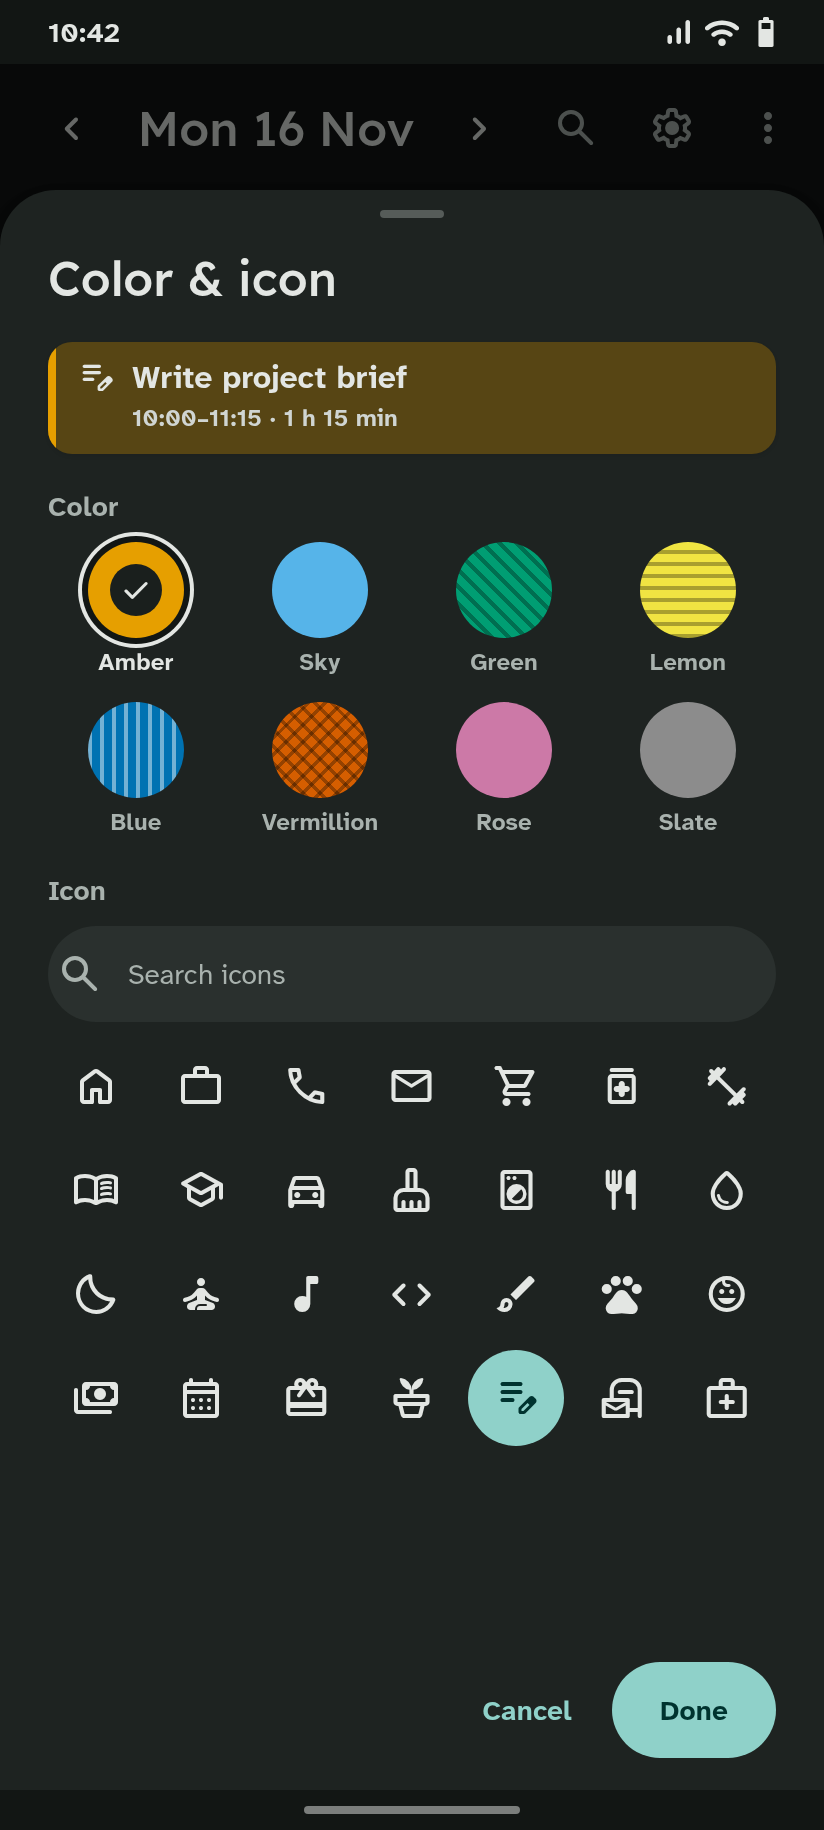 10:42
Mon 16 Nov
Color & icon
Write project brief
10:00–11:15 · 1 h 15 min
Color
Amber Sky Green Lemon
Blue Vermillion Rose Slate
Icon
Search icons
Cancel Done